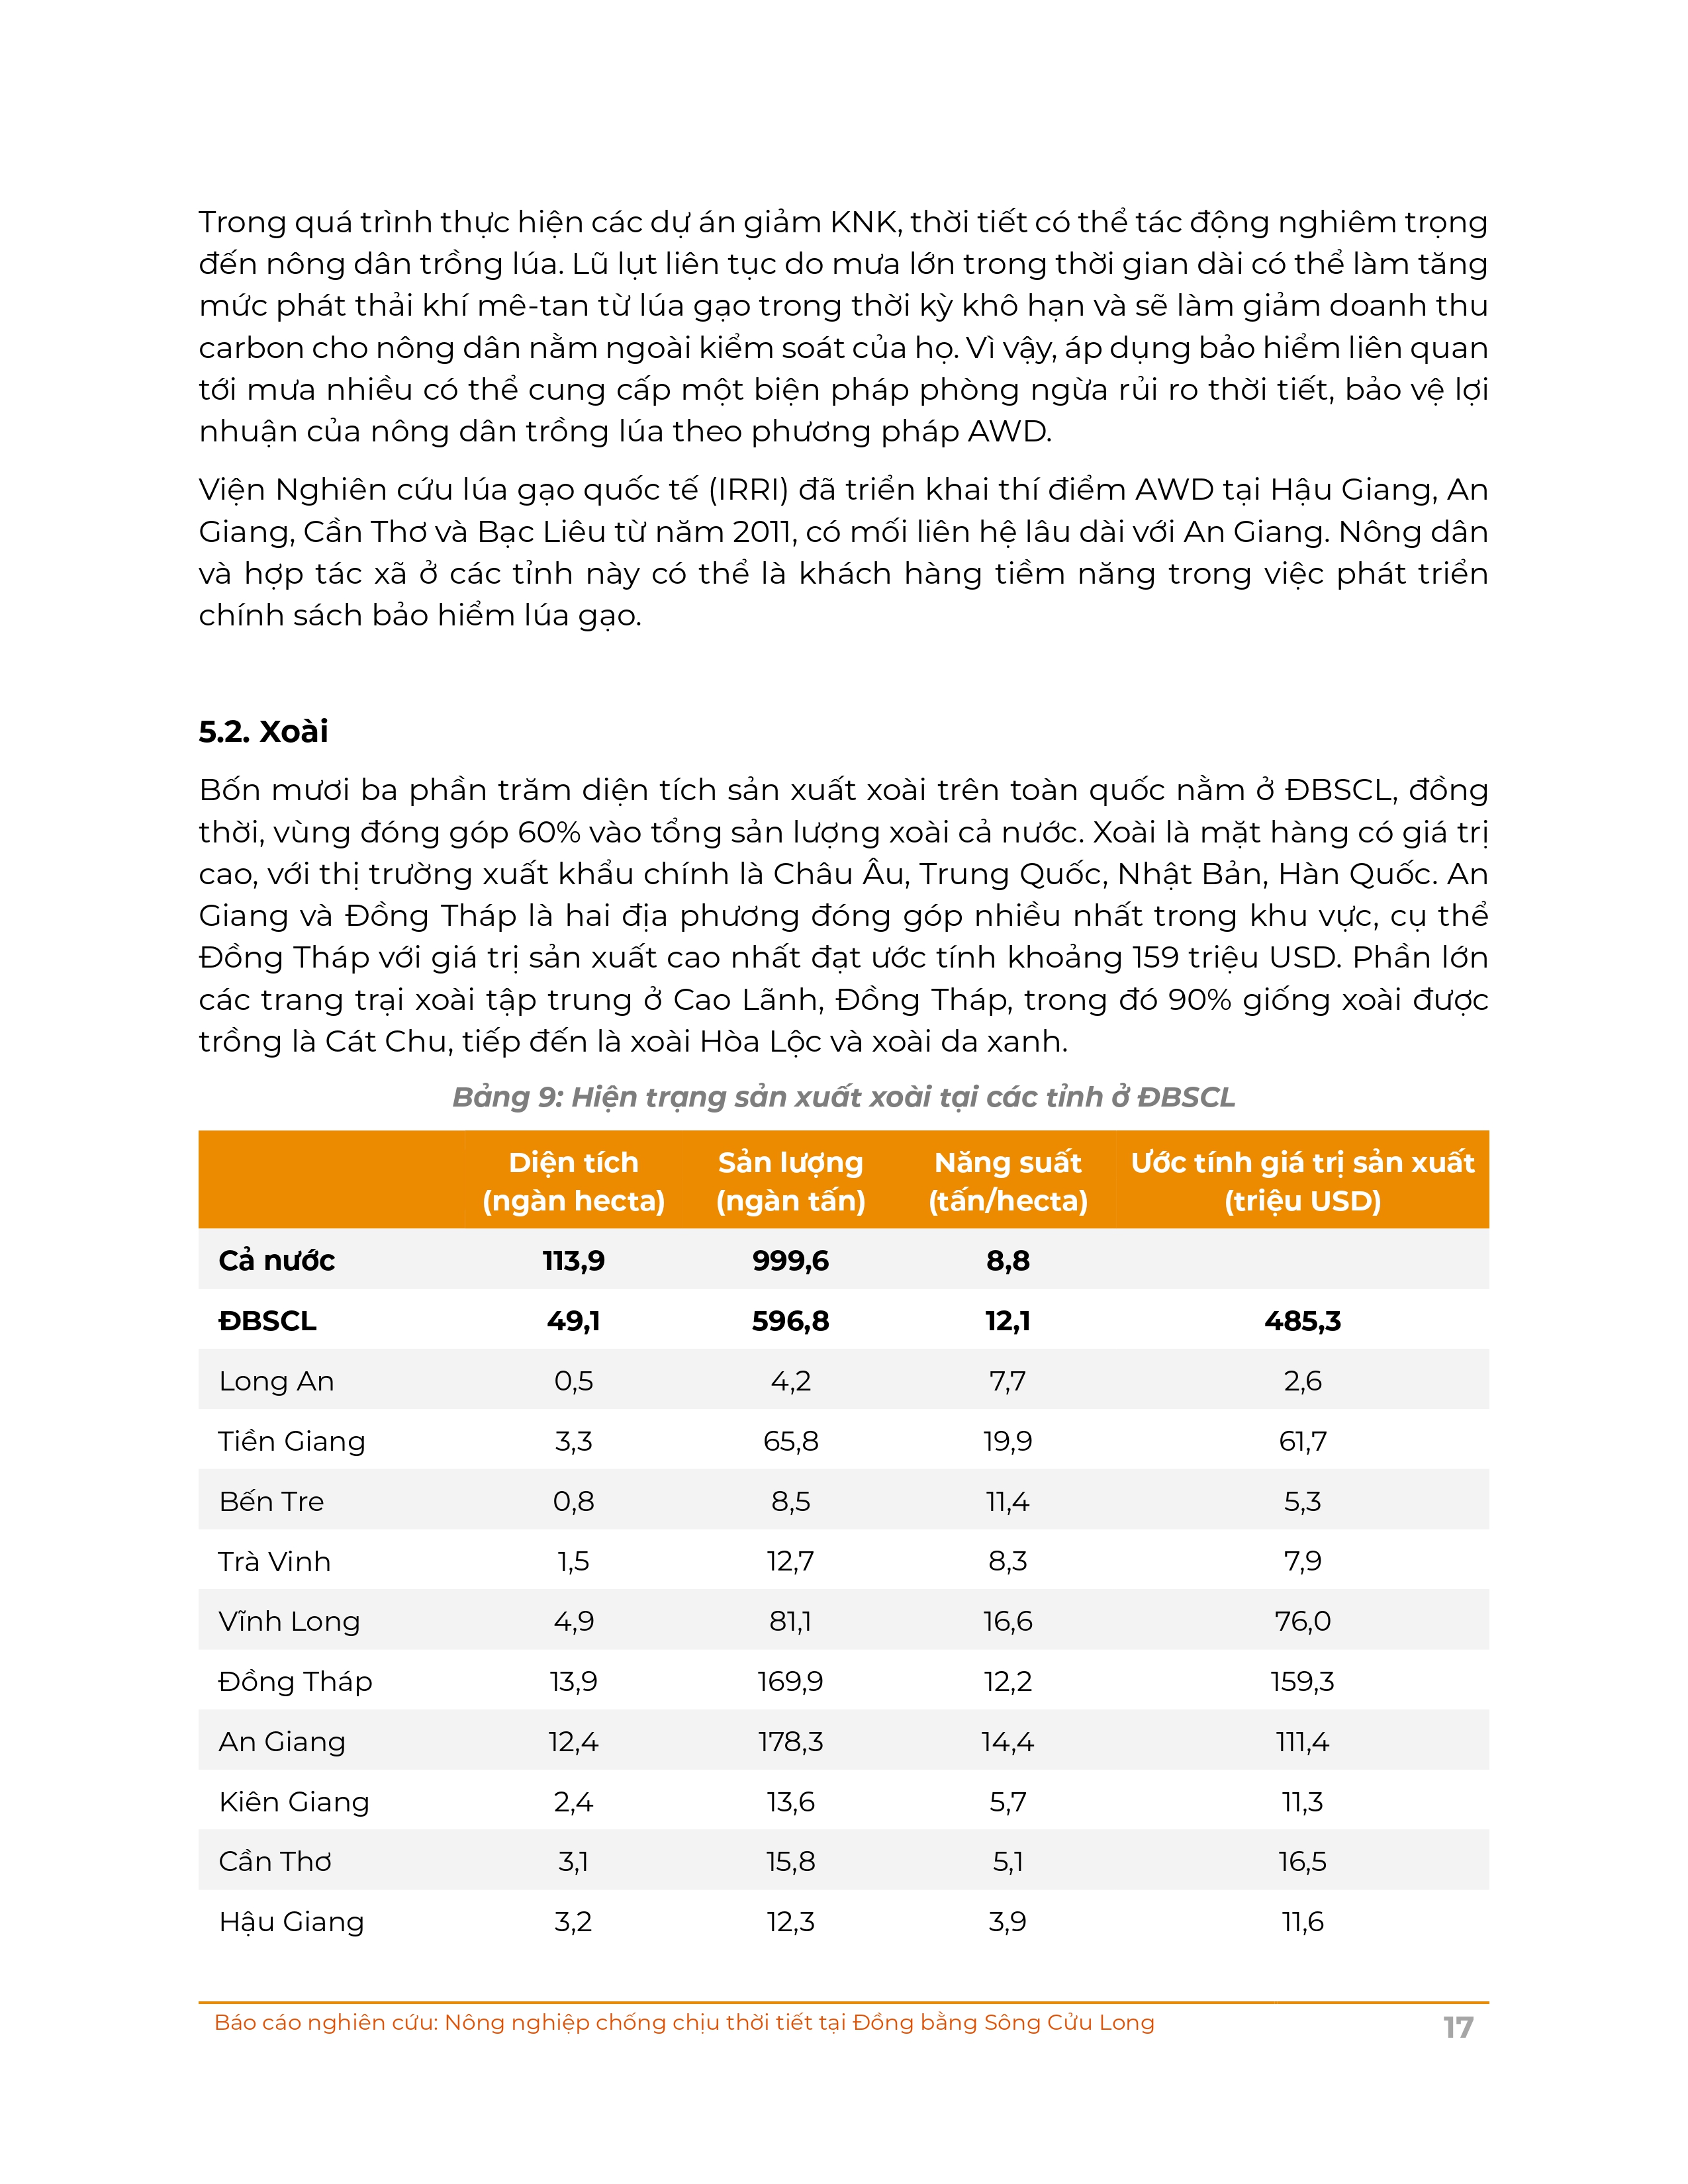 Trong quá trình thực hiện các dự án giảm KNK, thời tiết có thể tác động nghiêm trọng
đến nông dân trồng lúa. Lũ lụt liên tục do mưa lớn trong thời gian dài có thể làm tăng
mức phát thải khí mê-tan từ lúa gạo trong thời kỳ khô hạn và sẽ làm giảm doanh thu
carbon cho nông dân nằm ngoài kiểm soát của họ. Vì vậy, áp dụng bảo hiểm liên quan
tới mưa nhiều có thể cung cấp một biện pháp phòng ngừa rủi ro thời tiết, bảo vệ lợi
nhuận của nông dân trồng lúa theo phương pháp AWD.
Viện Nghiên cứu lúa gạo quốc tế (IRRI) đã triển khai thí điểm AWD tại Hậu Giang, An
Giang, Cần Thơ và Bạc Liêu từ năm 2011, có mối liên hệ lâu dài với An Giang. Nông dân
và hợp tác xã ở các tỉnh này có thể là khách hàng tiềm năng trong việc phát triển
chính sách bảo hiểm lúa gạo.
5.2. Xoài
Bốn mươi ba phần trăm diện tích sản xuất xoài trên toàn quốc nằm ở ĐBSCL, đồng
thời, vùng đóng góp 60% vào tổng sản lượng xoài cả nước. Xoài là mặt hàng có giá trị
cao, với thị trường xuất khẩu chính là Châu Âu, Trung Quốc, Nhật Bản, Hàn Quốc. An
Giang và Đồng Tháp là hai địa phương đóng góp nhiều nhất trong khu vực, cụ thể
Đồng Tháp với giá trị sản xuất cao nhất đạt ước tính khoảng 159 triệu USD. Phần lớn
các trang trại xoài tập trung ở Cao Lãnh, Đồng Tháp, trong đó 90% giống xoài được
trồng là Cát Chu, tiếp đến là xoài Hòa Lộc và xoài da xanh.
Bảng 9: Hiện trạng sản xuất xoài tại các tỉnh ở ĐBSCL
Diện tích Sản lượng Năng suất Ước tính giá trị sản xuất
(ngàn hecta) (ngàn tấn) (tấn/hecta) (triệu USD)
Cả nước 113,9 999,6 8,8
ĐBSCL 49,1 596,8 12,1 485,3
Long An 0,5 4,2 7,7 2,6
Tiền Giang 3,3 65,8 19,9 61,7
Bến Tre 0,8 8,5 11,4 5,3
Trà Vinh 1,5 12,7 8,3 7,9
Vĩnh Long 4,9 81,1 16,6 76,0
Đồng Tháp 13,9 169,9 12,2 159,3
An Giang 12,4 178,3 14,4 111,4
Kiên Giang 2,4 13,6 5,7 11,3
Cần Thơ 3,1 15,8 5,1 16,5
Hậu Giang 3,2 12,3 3,9 11,6
Báo cáo nghiên cứu: Nông nghiệp chống chịu thời tiết tại Đồng bằng Sông Cửu Long 17